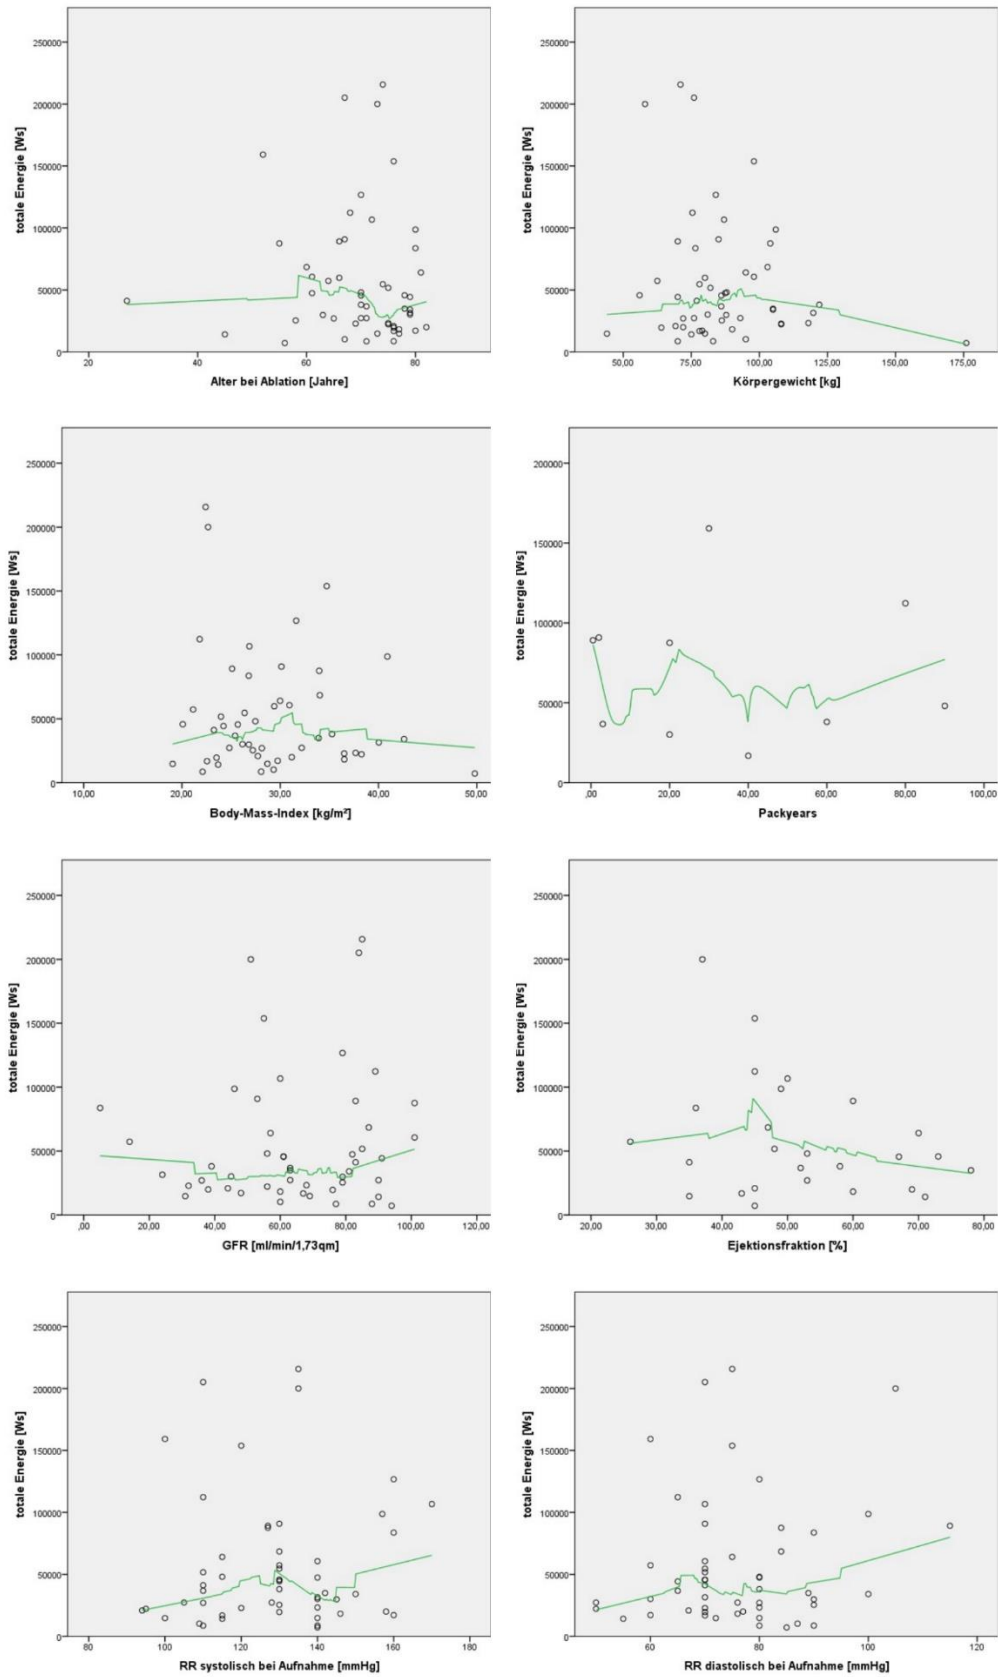 totale Energie [Ws]
250000
200000
150000
100000
50000
0
20 40 60 80
Alter bei Ablation [Jahre]
totale Energie [Ws]
250000
200000
150000
100000
50000
0
50,00 75,00 100,00 125,00 150,00 175,00
Körpergewicht [kg]
totale Energie [Ws]
250000
200000
150000
100000
50000
0
10,00 20,00 30,00 40,00 50,00
Body-Mass-Index [kg/m²]
totale Energie [Ws]
200000
150000
100000
50000
0
,00 20,00 40,00 60,00 80,00 100,00
Packyears
totale Energie [Ws]
250000
200000
150000
100000
50000
0
,00 20,00 40,00 60,00 80,00 100,00 120,00
GFR [ml/min/1,73qm]
totale Energie [Ws]
250000
200000
150000
100000
50000
0
20,00 30,00 40,00 50,00 60,00 70,00 80,00
Ejektionsfraktion [%]
totale Energie [Ws]
250000
200000
150000
100000
50000
0
80 100 120 140 160 180
RR systolisch bei Aufnahme [mmHg]
totale Energie [Ws]
250000
200000
150000
100000
50000
0
60 80 100 120
RR diastolisch bei Aufnahme [mmHg]